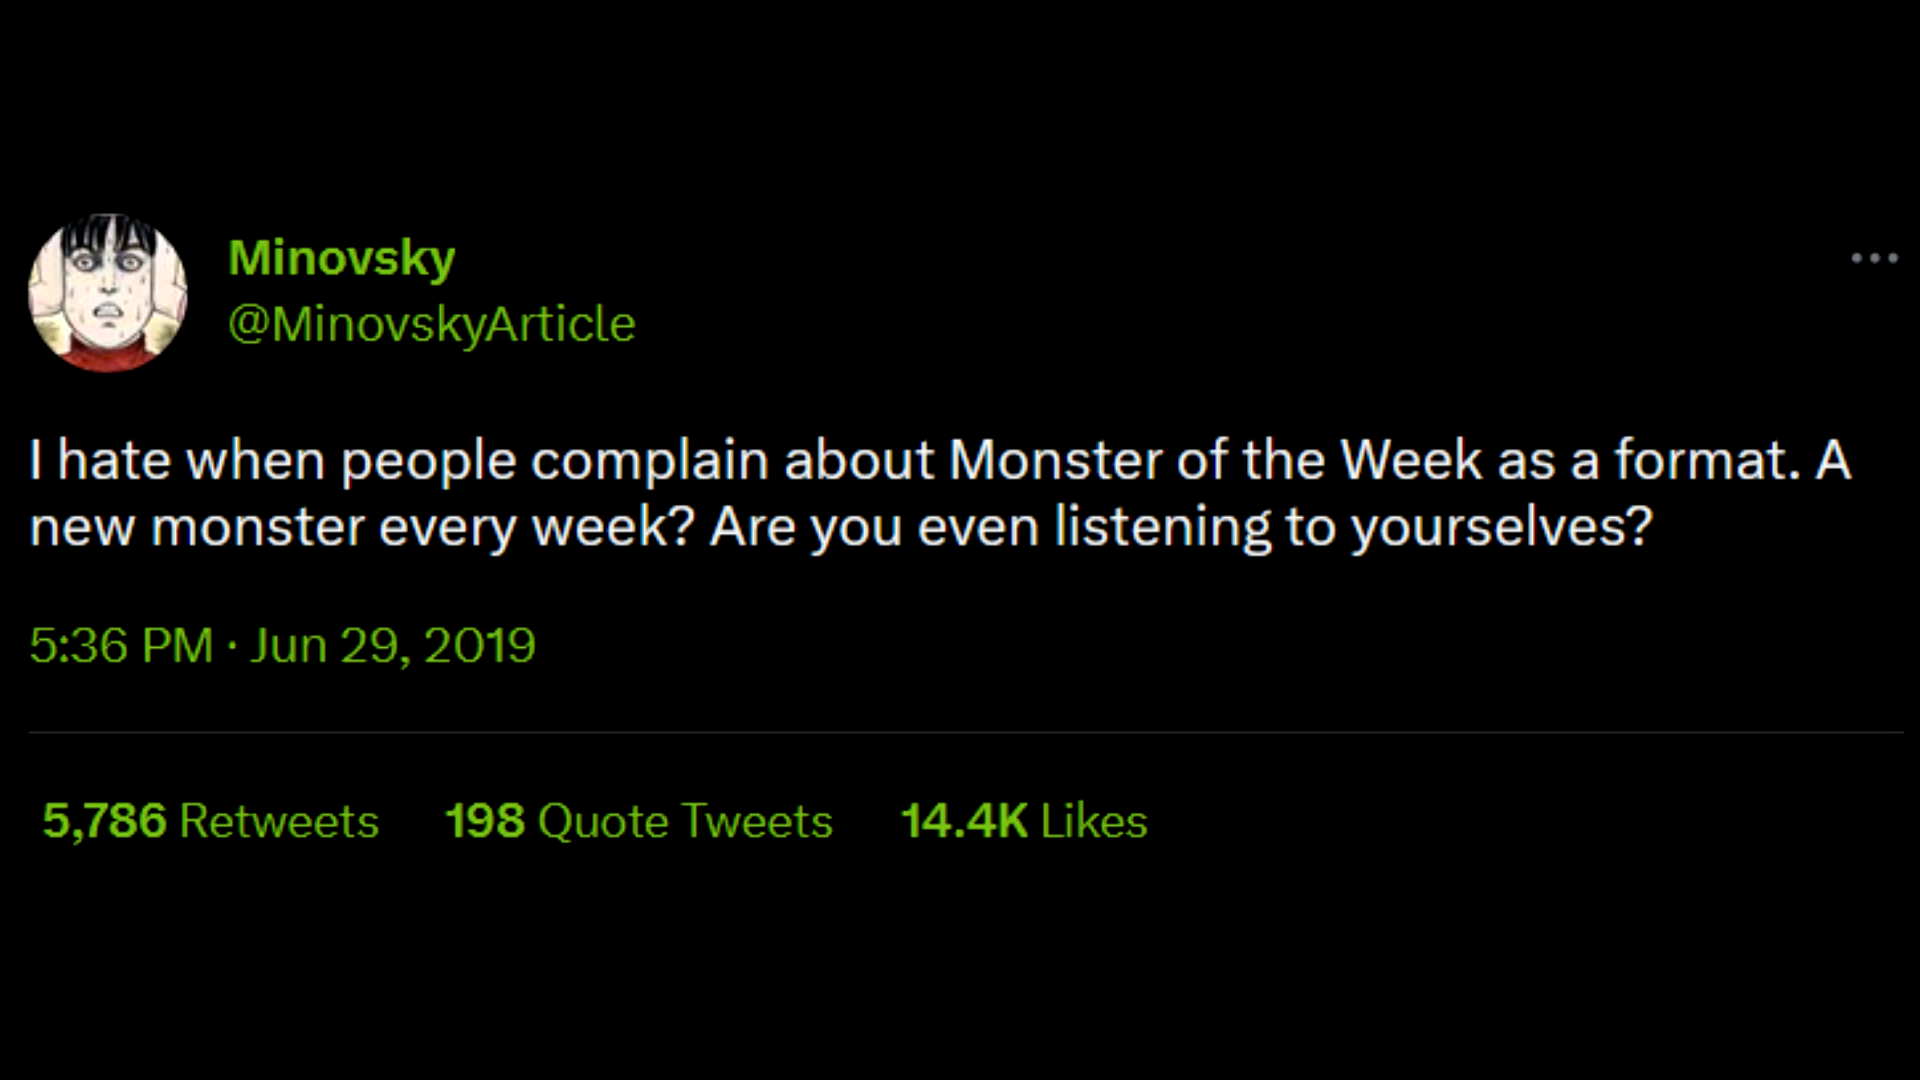 Minovsky
@MinovskyArticle
I hate when people complain about Monster of the Week as a format. A
new monster every week? Are you even listening to yourselves?
5:36 PM · Jun 29, 2019
5,786 Retweets 198 Quote Tweets 14.4K Likes